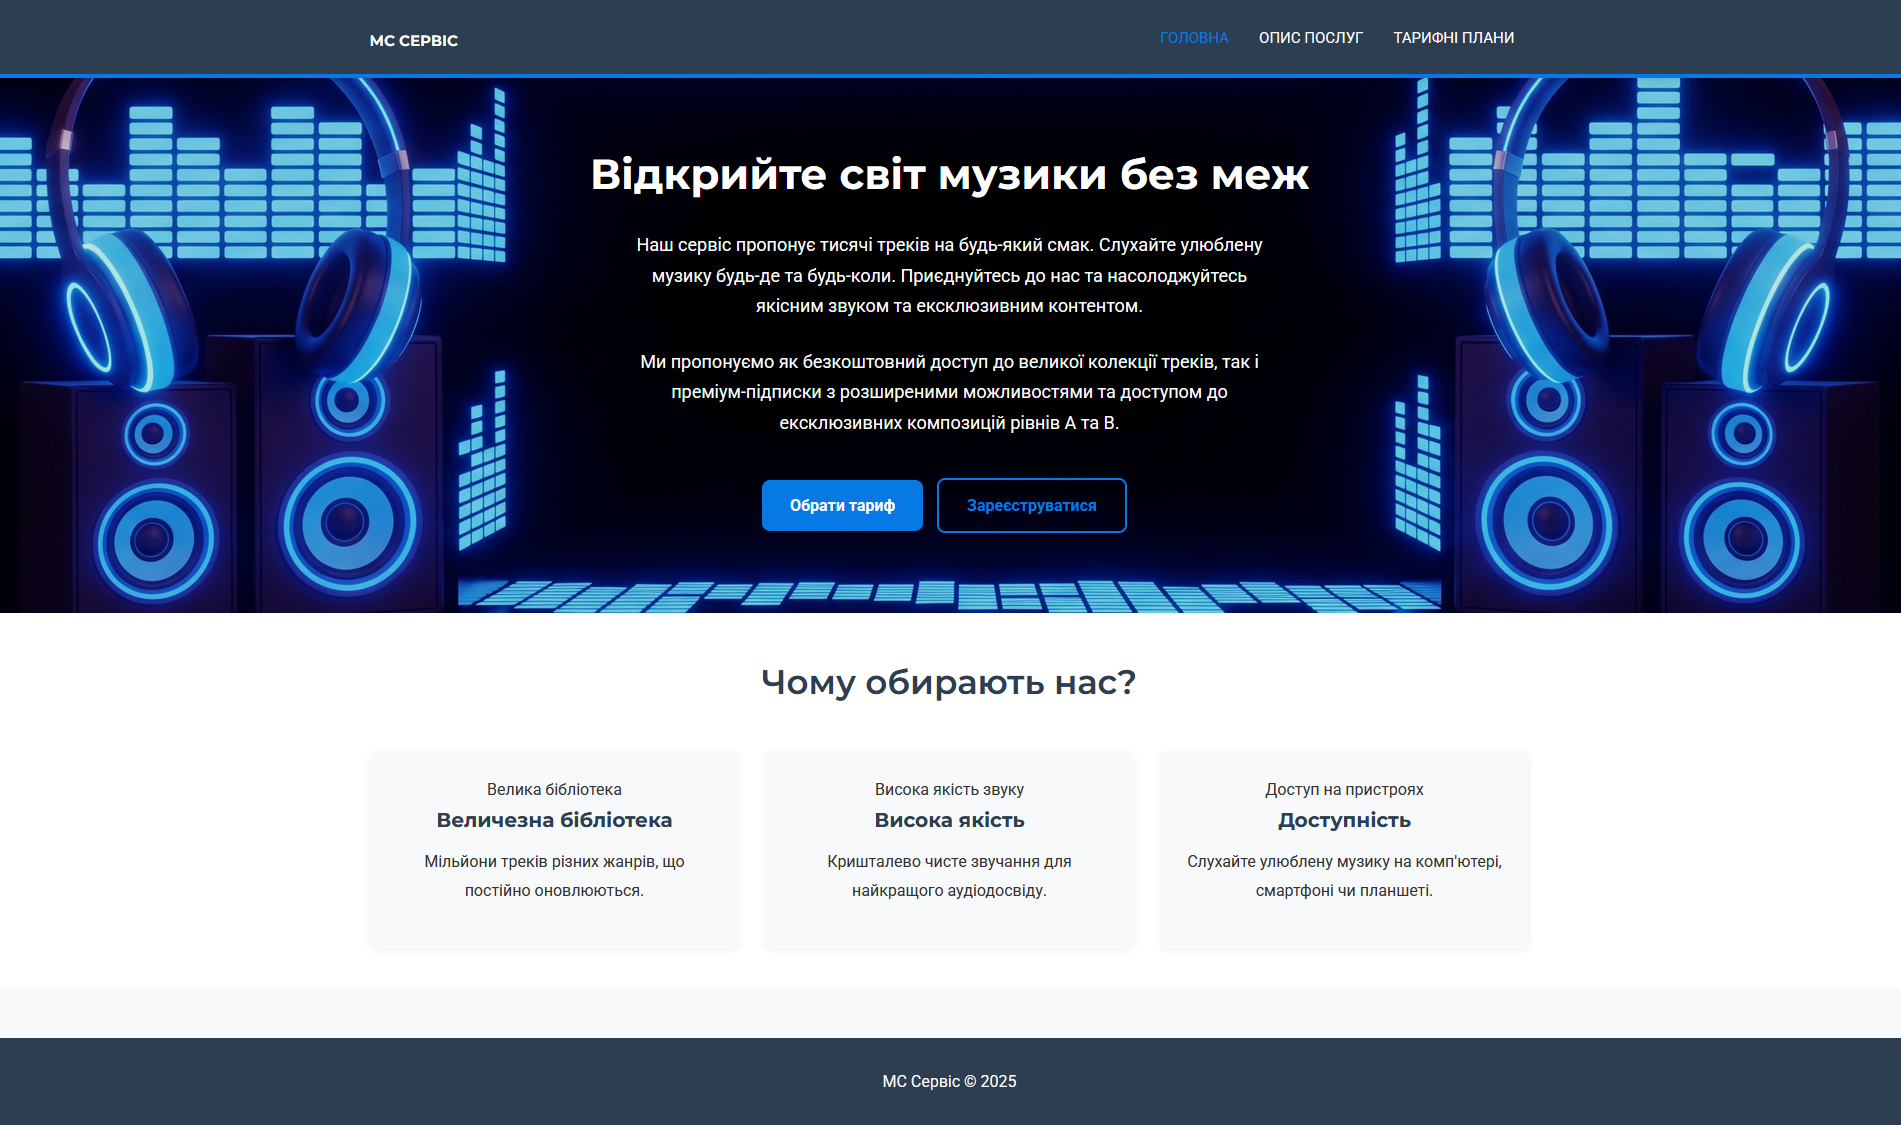 МС СЕРВІС
ГОЛОВНА ОПИС ПОСЛУГ ТАРИФНІ ПЛАНИ
Відкрийте світ музики без меж
Наш сервіс пропонує тисячі треків на будь-який смак. Слухайте улюблену
музику будь-де та будь-коли. Приєднуйтесь до нас та насолоджуйтесь
якісним звуком та ексклюзивним контентом.
Ми пропонуємо як безкоштовний доступ до великої колекції треків, так і
преміум-підписки з розширеними можливостями та доступом до
ексклюзивних композицій рівнів А та В.
Обрати тариф Зареєструватися
Чому обирають нас?
Велика бібліотека
Величезна бібліотека
Мільйони треків різних жанрів, що
постійно оновлюються.
Висока якість звуку
Висока якість
Кришталево чисте звучання для
найкращого аудіодосвіду.
Доступ на пристроях
Доступність
Слухайте улюблену музику на комп'ютері,
смартфоні чи планшеті.
МС Сервіс © 2025